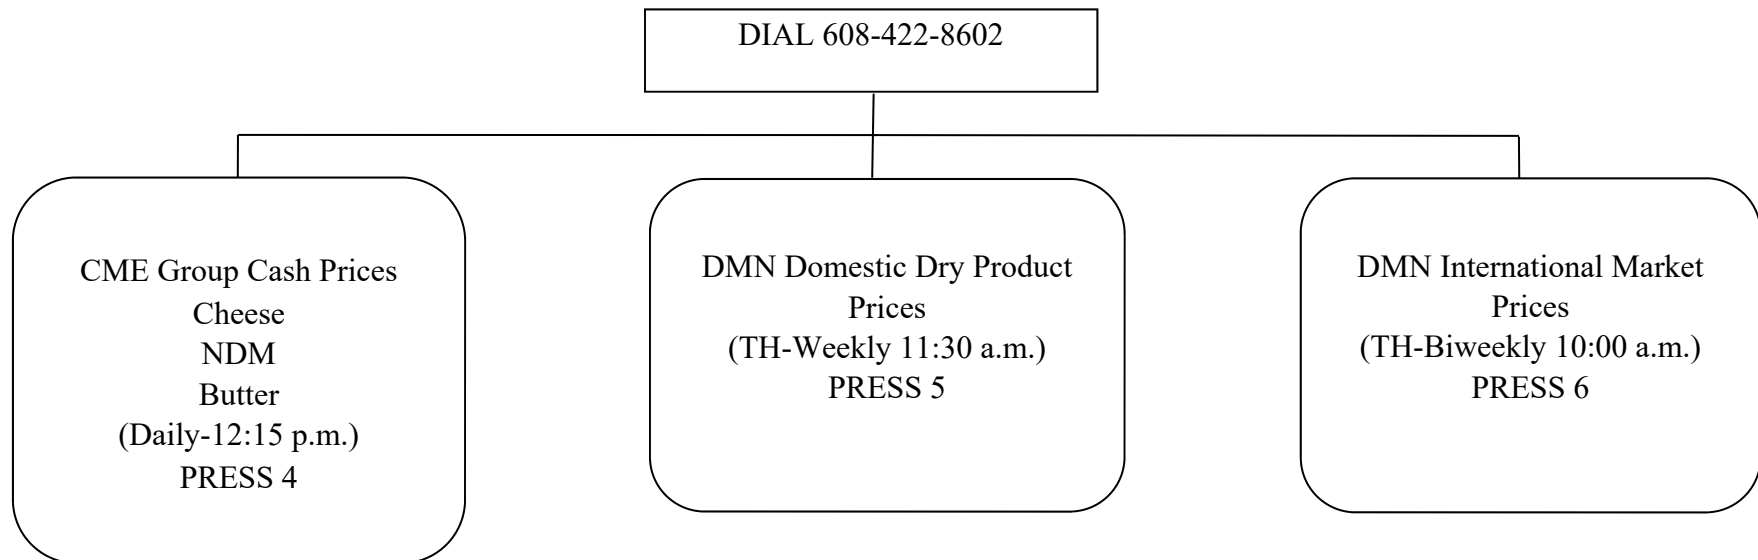 DIAL 608-422-8602
CME Group Cash Prices
Cheese
NDM
Butter
(Daily-12:15 p.m.)
PRESS 4
DMN Domestic Dry Product
Prices
(TH-Weekly 11:30 a.m.)
PRESS 5
DMN International Market
Prices
(TH-Biweekly 10:00 a.m.)
PRESS 6